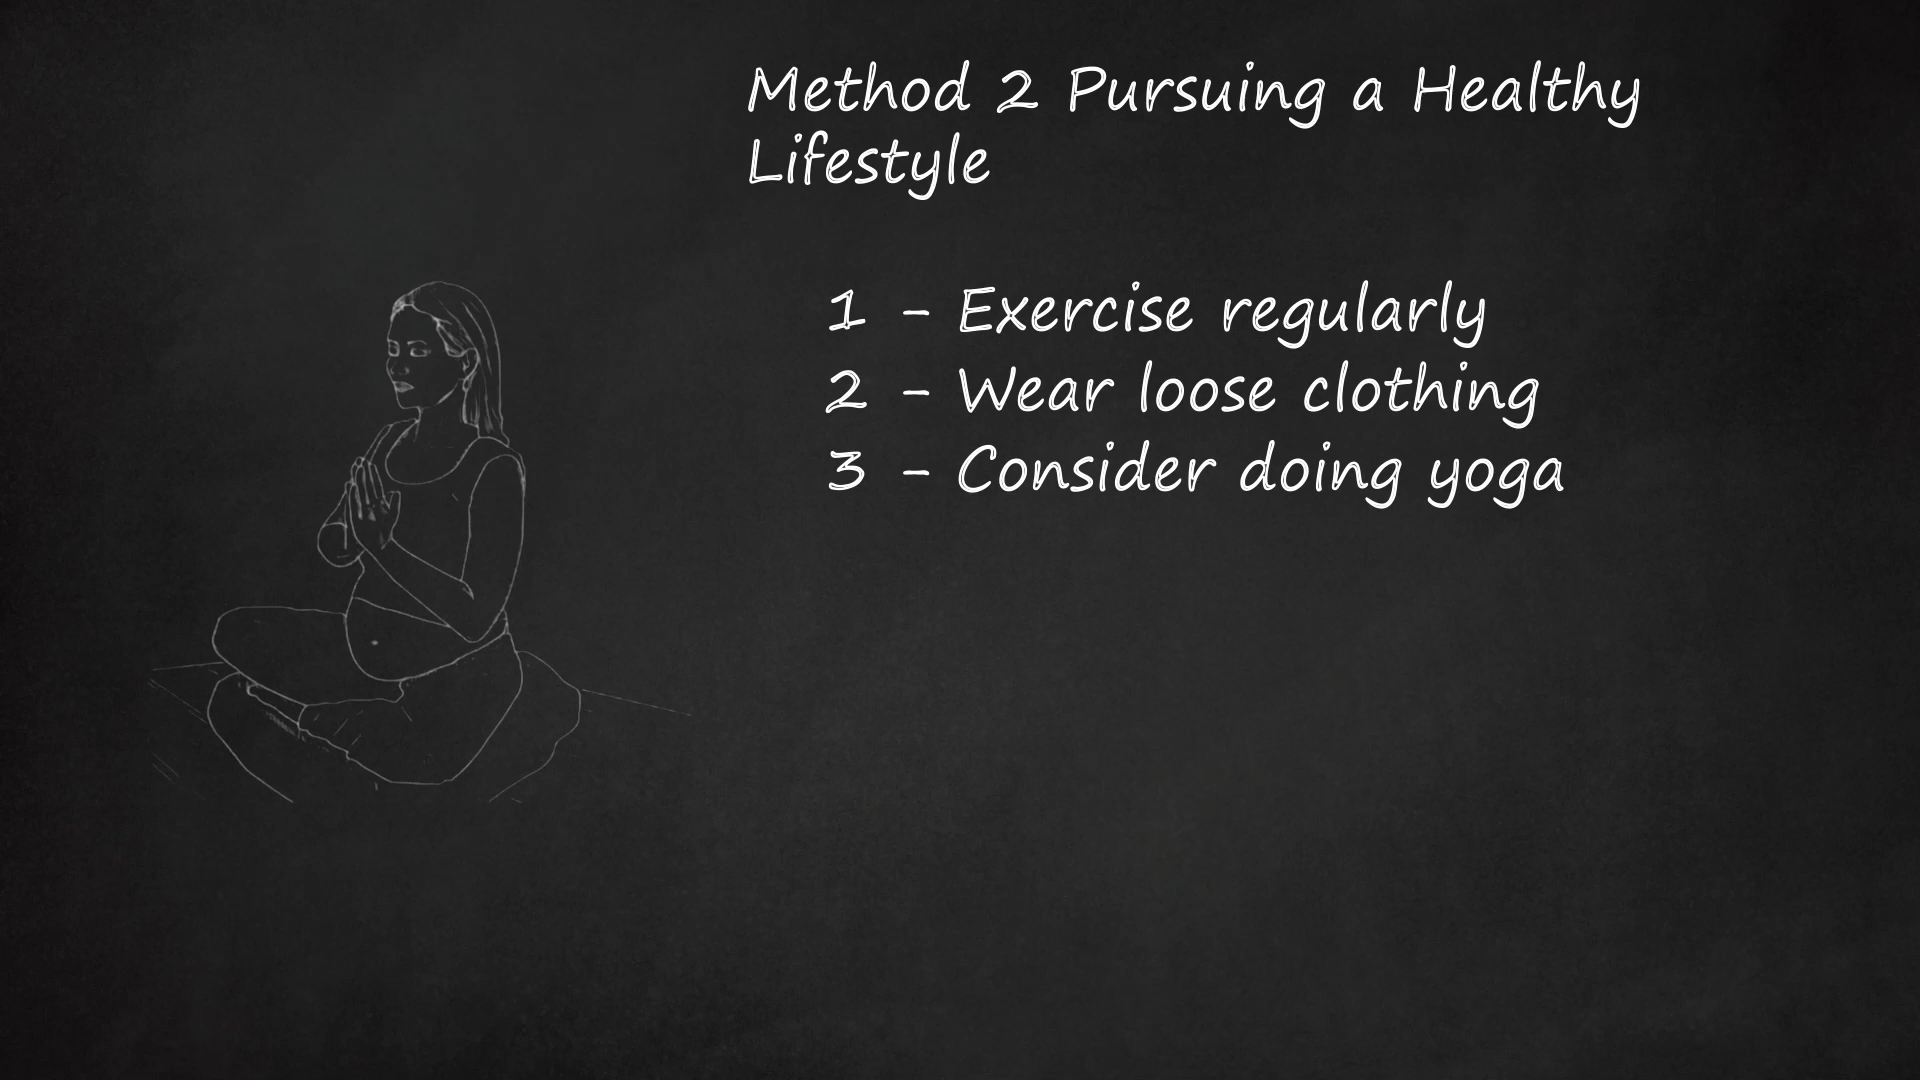 Method 2 Pursuing a Healthy
Lifestyle
1 - Exercise regularly
2 - Wear loose clothing
3 - Consider doing yoga